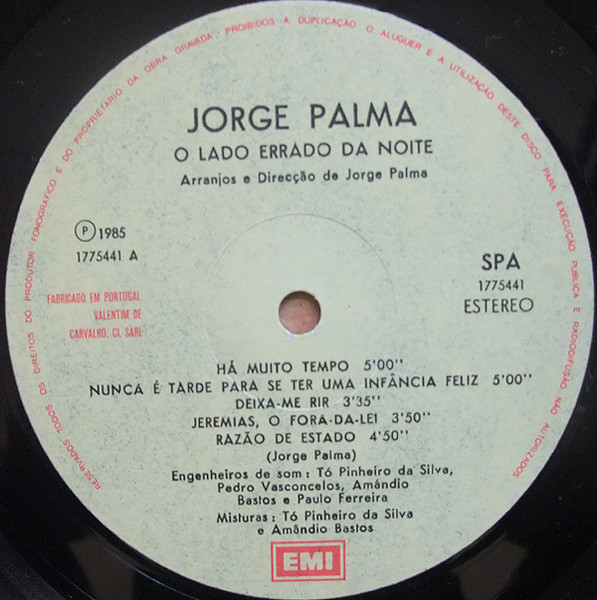 RESERVADOS TODOS OS DIREITOS DO PRODUTOR FONOGRÁFICO E DO PROPRIETÁRIO DA OBRA GRAVADA. PROIBIDOS A DUPLICAÇÃO O ALUGUER E A UTILIZAÇÃO DESTE DISCO PARA EXECUÇÃO PÚBLICA E RADIODIFUSÃO NÃO AUTORIZADOS
JORGE PALMA
O LADO ERRADO DA NOITE
Arranjos e Direcção de Jorge Palma
Ⓟ 1985
1775441 A
SPA
1775441
ESTEREO
FABRICADO EM PORTUGAL
VALENTIM DE
CARVALHO, CI, SARL
HÁ MUITO TEMPO 5'00''
NUNCA É TARDE PARA SE TER UMA INFÂNCIA FELIZ 5'00''
DEIXA-ME RIR 3'35''
JEREMIAS, O FORA-DA-LEI 3'50''
RAZÃO DE ESTADO 4'50''
(Jorge Palma)
Engenheiros de som: Tó Pinheiro da Silva,
Pedro Vasconcelos, Amândio
Bastos e Paulo Ferreira
Misturas: Tó Pinheiro da Silva
e Amândio Bastos
EMI